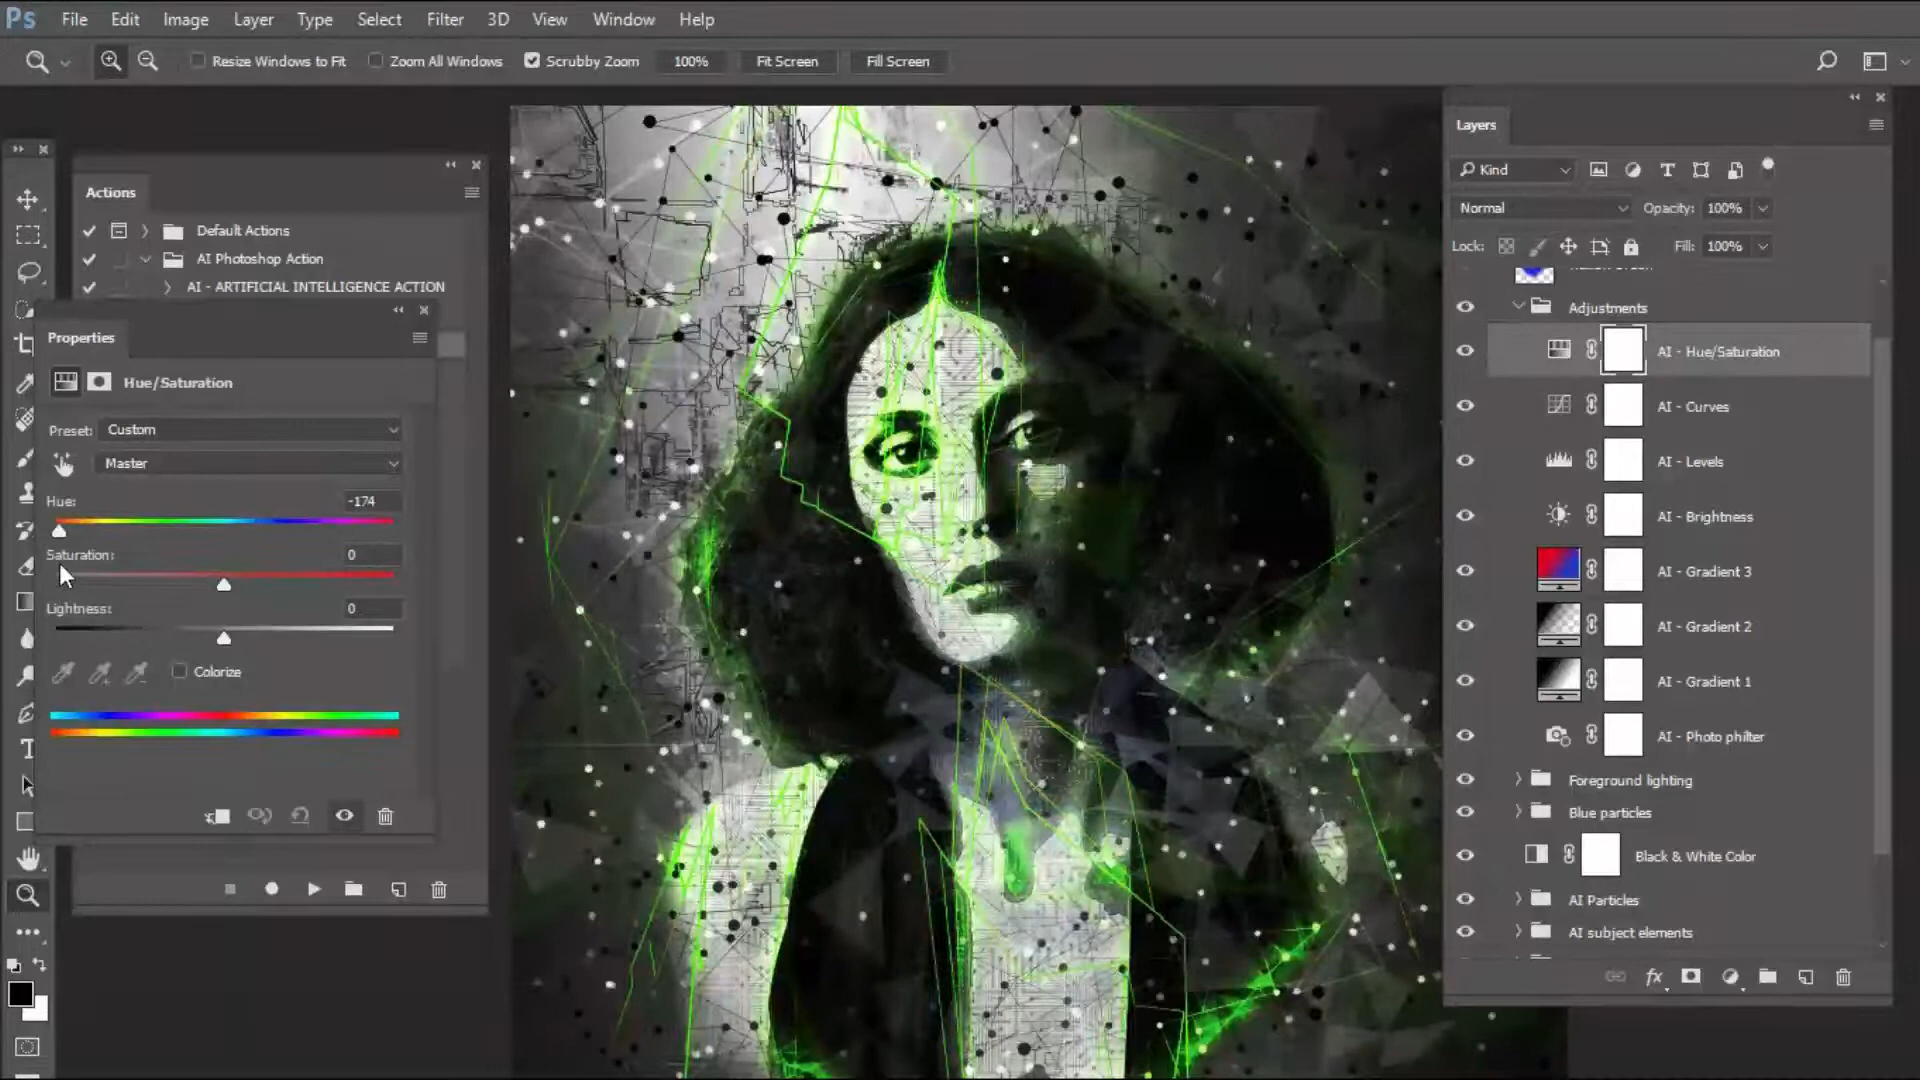 Ps File Edit Image Layer Type Select Filter 3D View Window Help
Resize Windows to Fit Zoom All Windows Scrubby Zoom 100% Fit Screen Fill Screen
Actions
Default Actions
AI Photoshop Action
AI - ARTIFICIAL INTELLIGENCE ACTION
Properties
Hue/Saturation
Preset: Custom
Master
Hue: -174
Saturation: 0
Lightness: 0
Colorize
Layers
Kind
Normal Opacity: 100%
Lock: Fill: 100%
Adjustments
AI - Hue/Saturation
AI - Curves
AI - Levels
AI - Brightness
AI - Gradient 3
AI - Gradient 2
AI - Gradient 1
AI - Photo philter
Foreground lighting
Blue particles
Black & White Color
AI Particles
AI subject elements